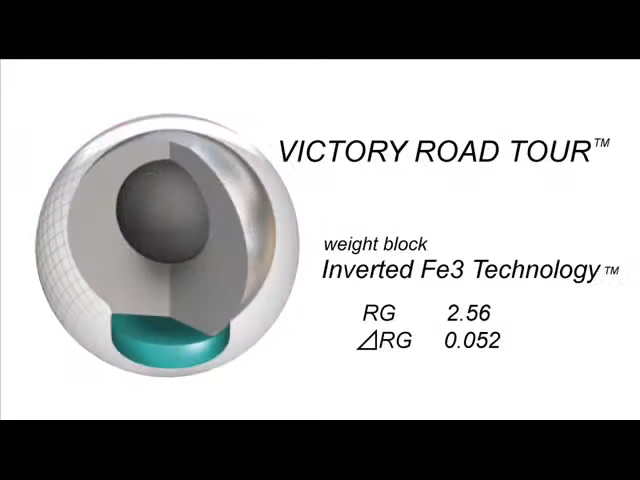 VICTORY ROAD TOUR™
weight block
Inverted Fe3 Technology™
RG 2.56
⊿RG 0.052